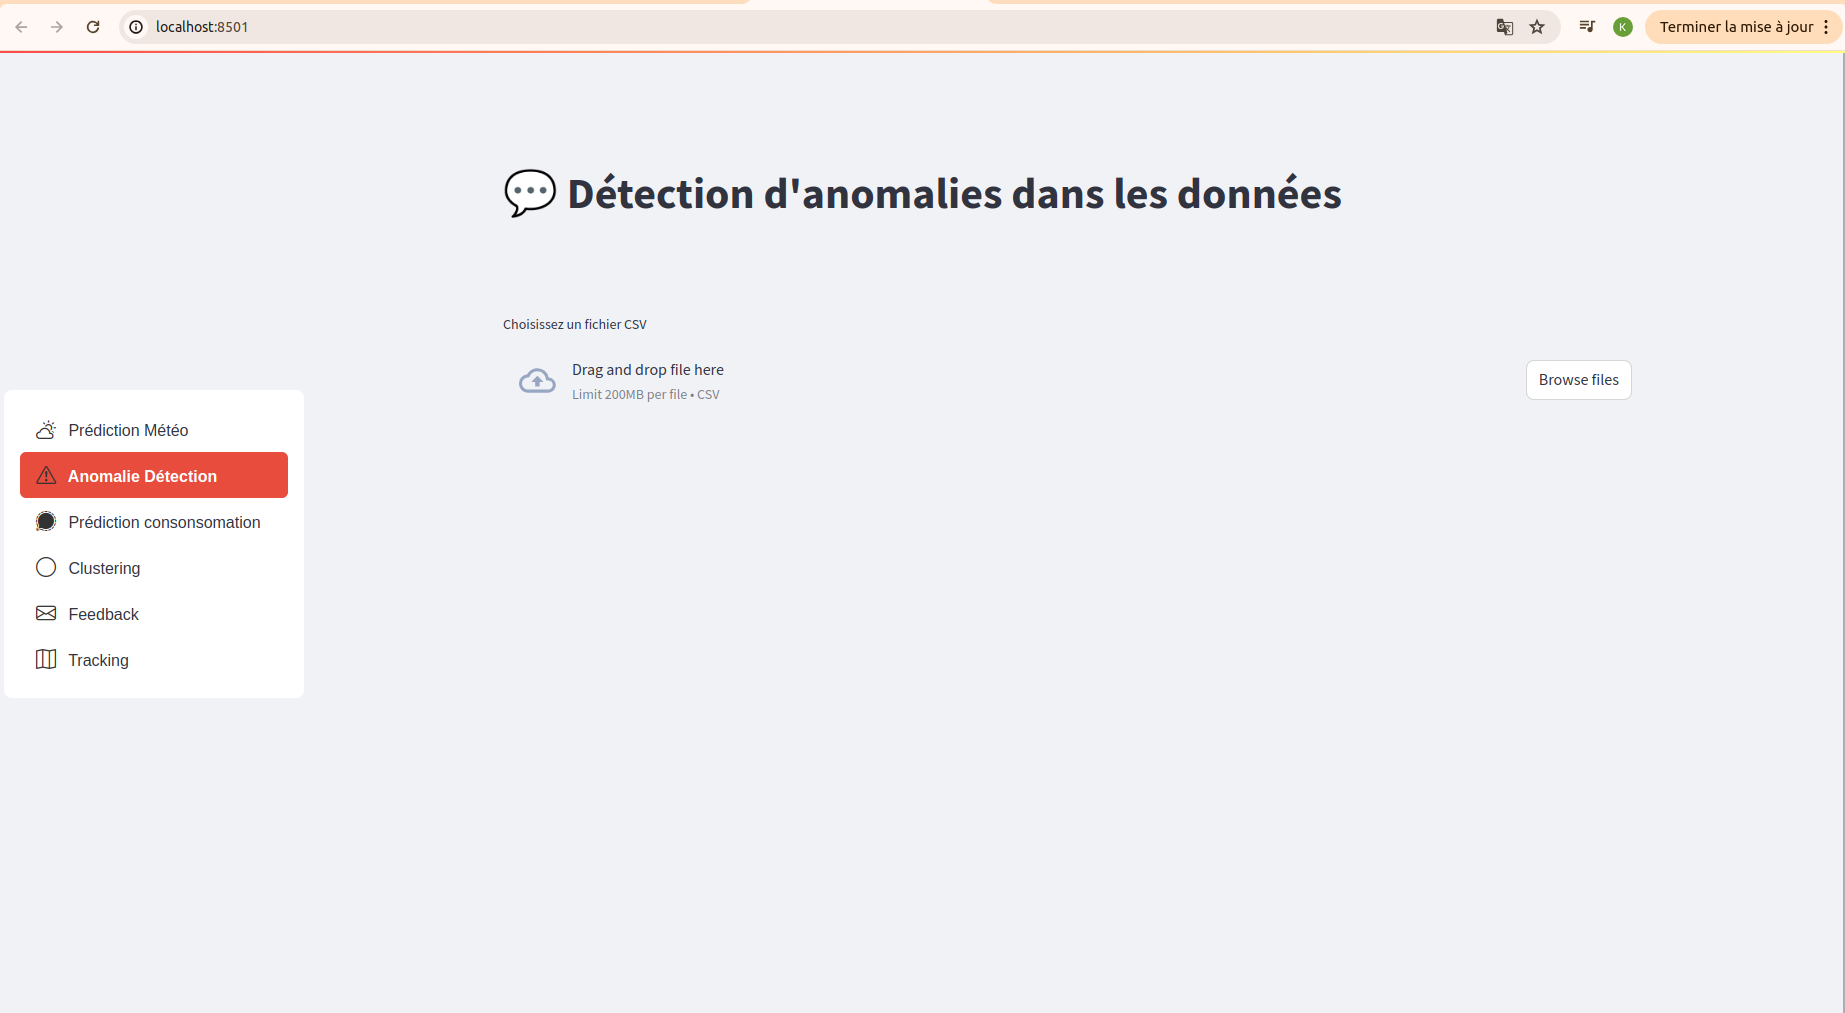 localhost:8501
K
Terminer la mise à jour
Détection d'anomalies dans les données
Choisissez un fichier CSV
Drag and drop file here
Limit 200MB per file • CSV
Browse files
Prédiction Météo
Anomalie Détection
Prédiction consonsomation
Clustering
Feedback
Tracking